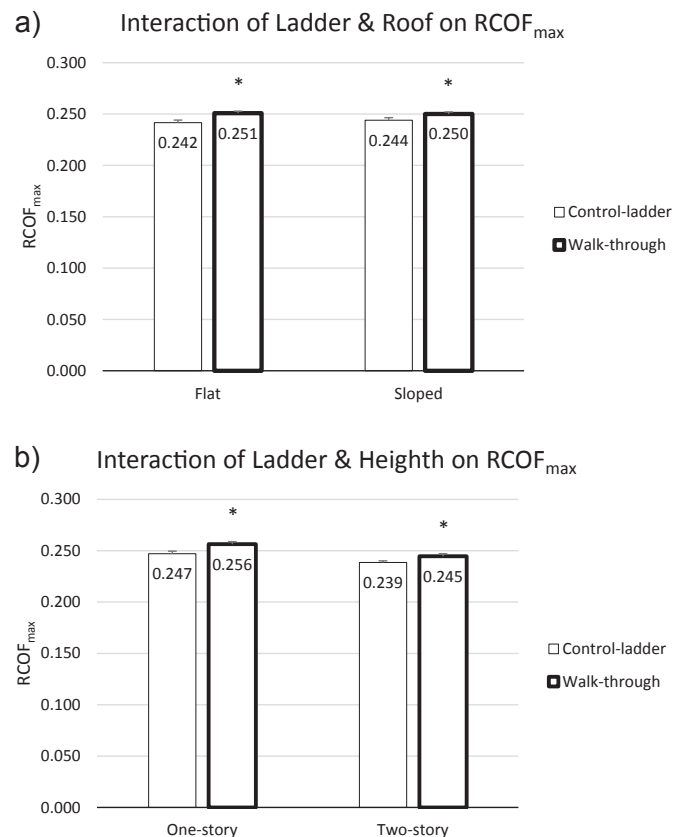 a) Interaction of Ladder & Roof on RCOFmax
0.300
* *
0.250
0.242 0.251 0.244 0.250
0.200
RCOFmax
0.150
0.100
0.050
0.000
Control-ladder
Walk-through
Flat Sloped
b) Interaction of Ladder & Heighth on RCOFmax
0.300
* *
0.250
0.247 0.256 0.239 0.245
0.200
RCOFmax
0.150
0.100
0.050
0.000
Control-ladder
Walk-through
One-story Two-story